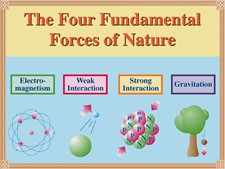 The Four Fundamental
Forces of Nature
Electro-
magnetism
Weak
Interaction
Strong
Interaction
Gravitation